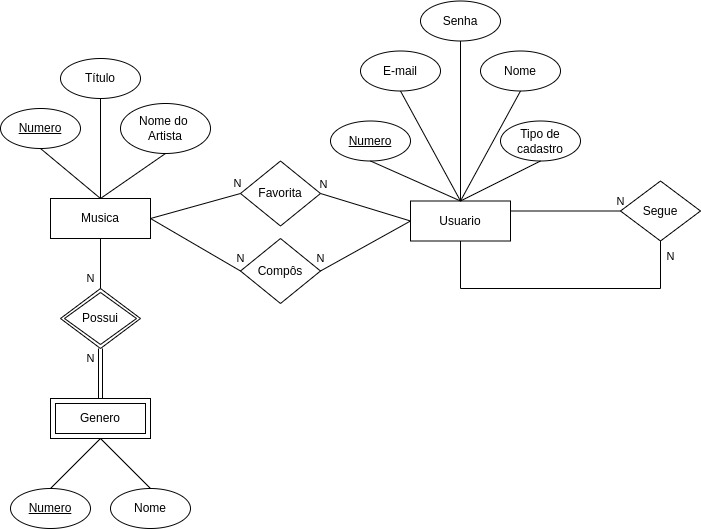 Senha
Título
E-mail
Nome
Numero
Nome do
Artista
Numero
Tipo de
cadastro
N
Favorita
N
N
Segue
Musica
Usuario
N
Compôs
N
N
N
Possui
N
Genero
Numero
Nome